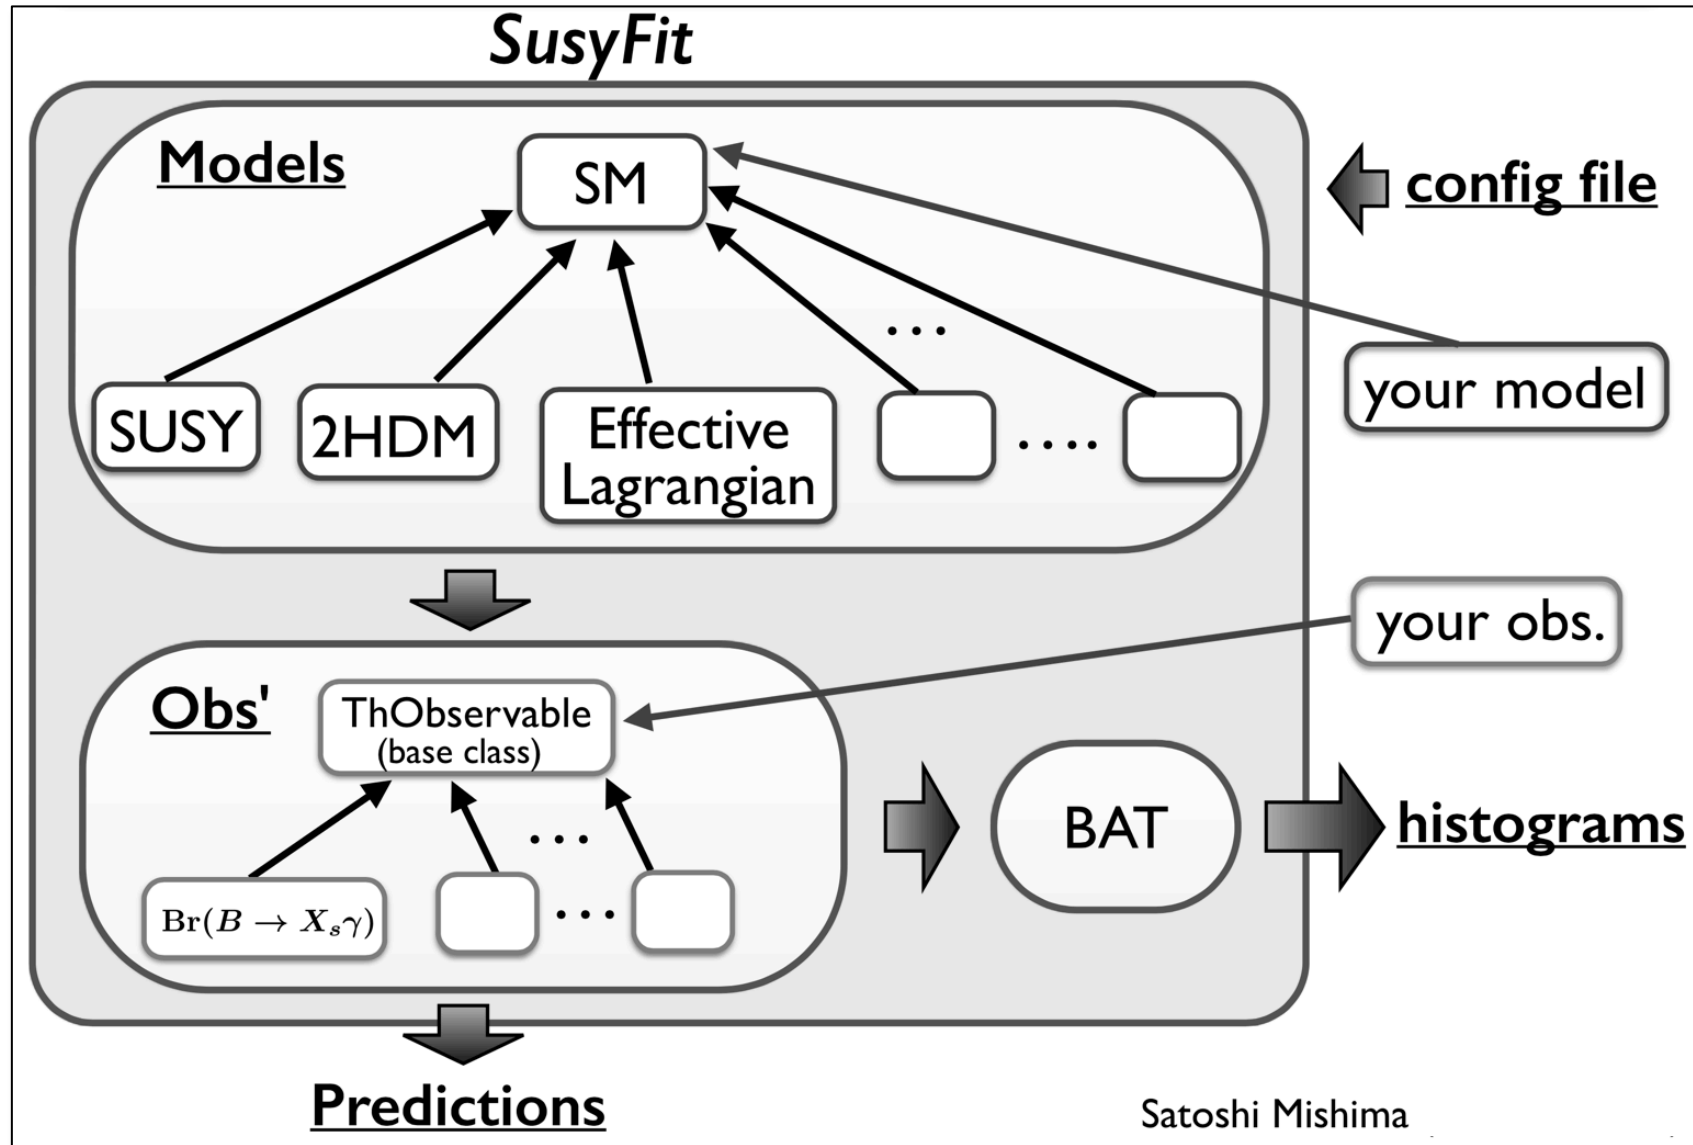 SusyFit
Models
SM
config file
...
your model
SUSY
2HDM
Effective
Lagrangian
....
your obs.
Obs'
ThObservable
(base class)
...
BAT
histograms
Br(B → Xₛγ)
...
Predictions
Satoshi Mishima